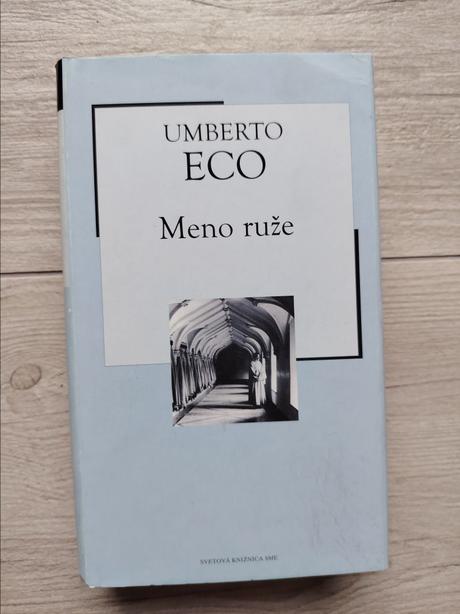 UMBERTO
ECO
Meno ruže
SVETOVÁ KNIŽNICA SME